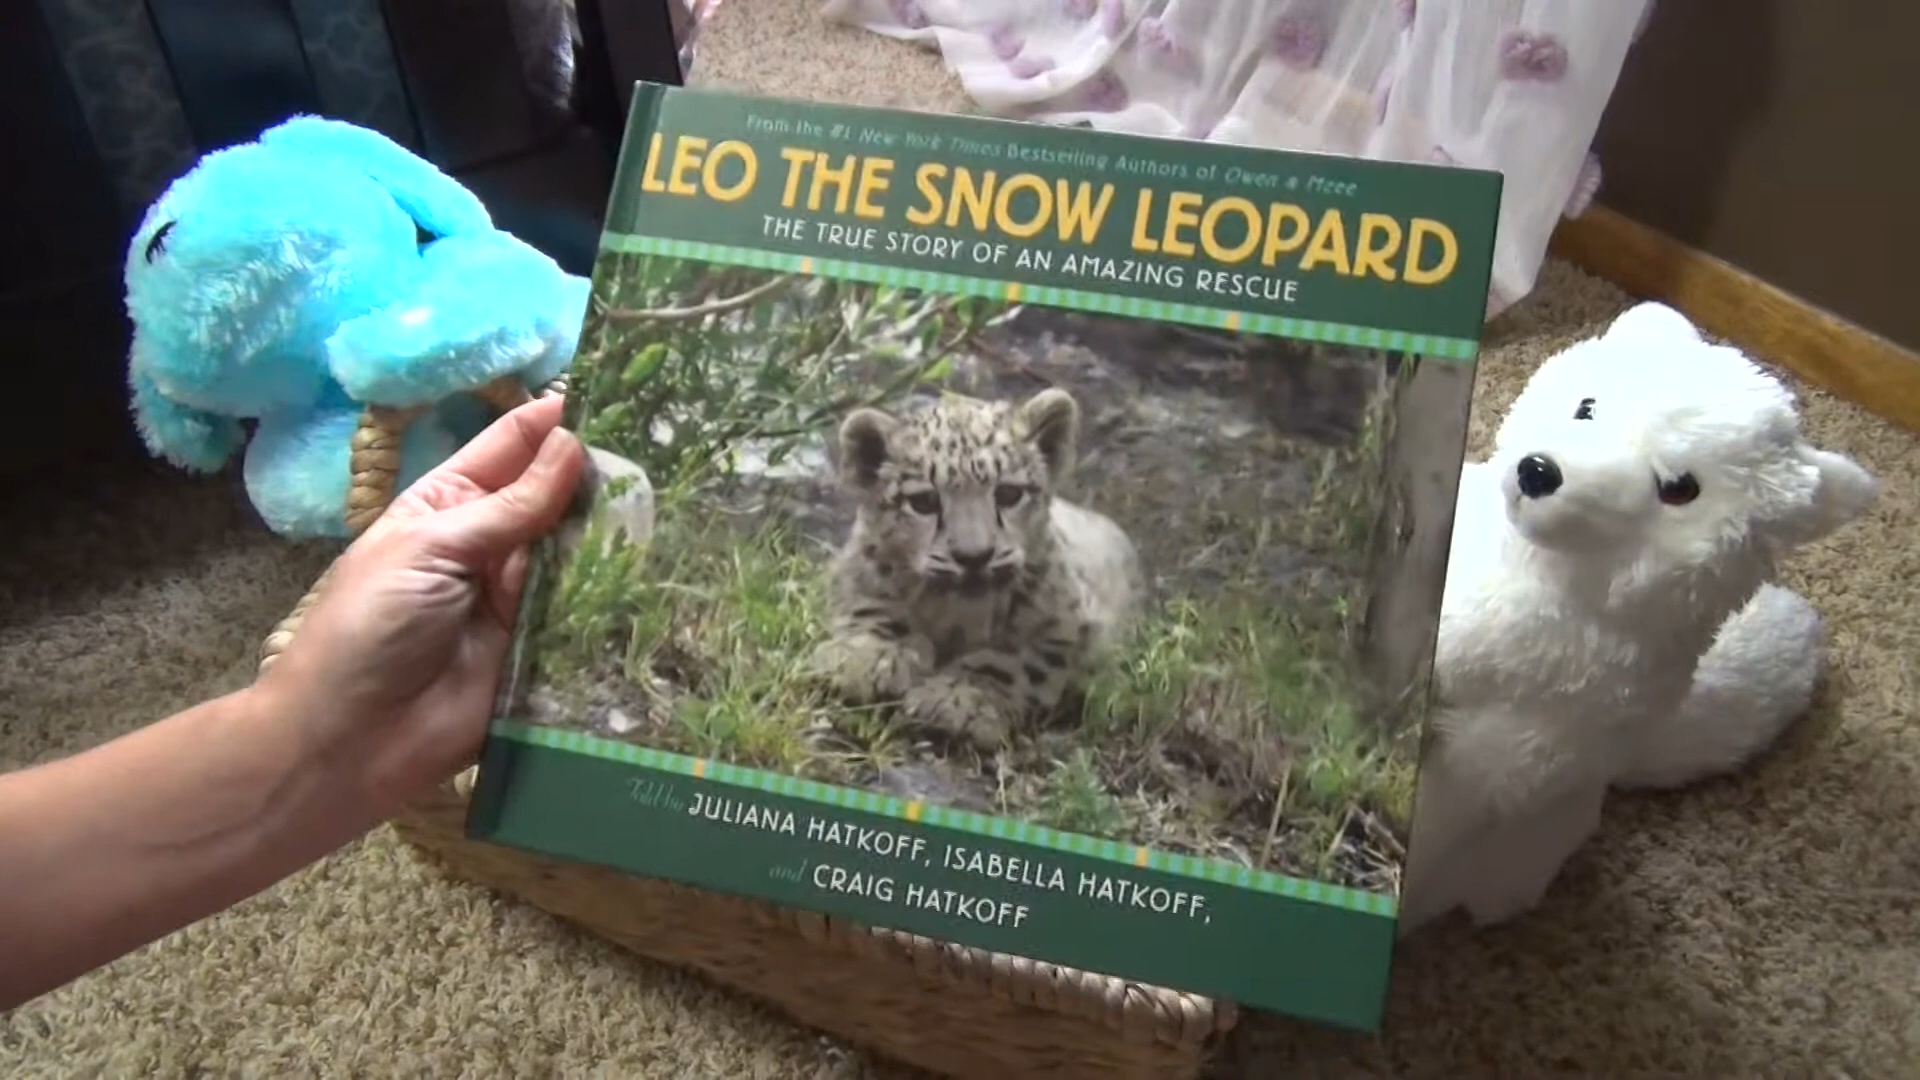 From the #1 New York Times Bestselling Authors of Owen & Mzee
LEO THE SNOW LEOPARD
THE TRUE STORY OF AN AMAZING RESCUE
Told by JULIANA HATKOFF, ISABELLA HATKOFF,
and CRAIG HATKOFF